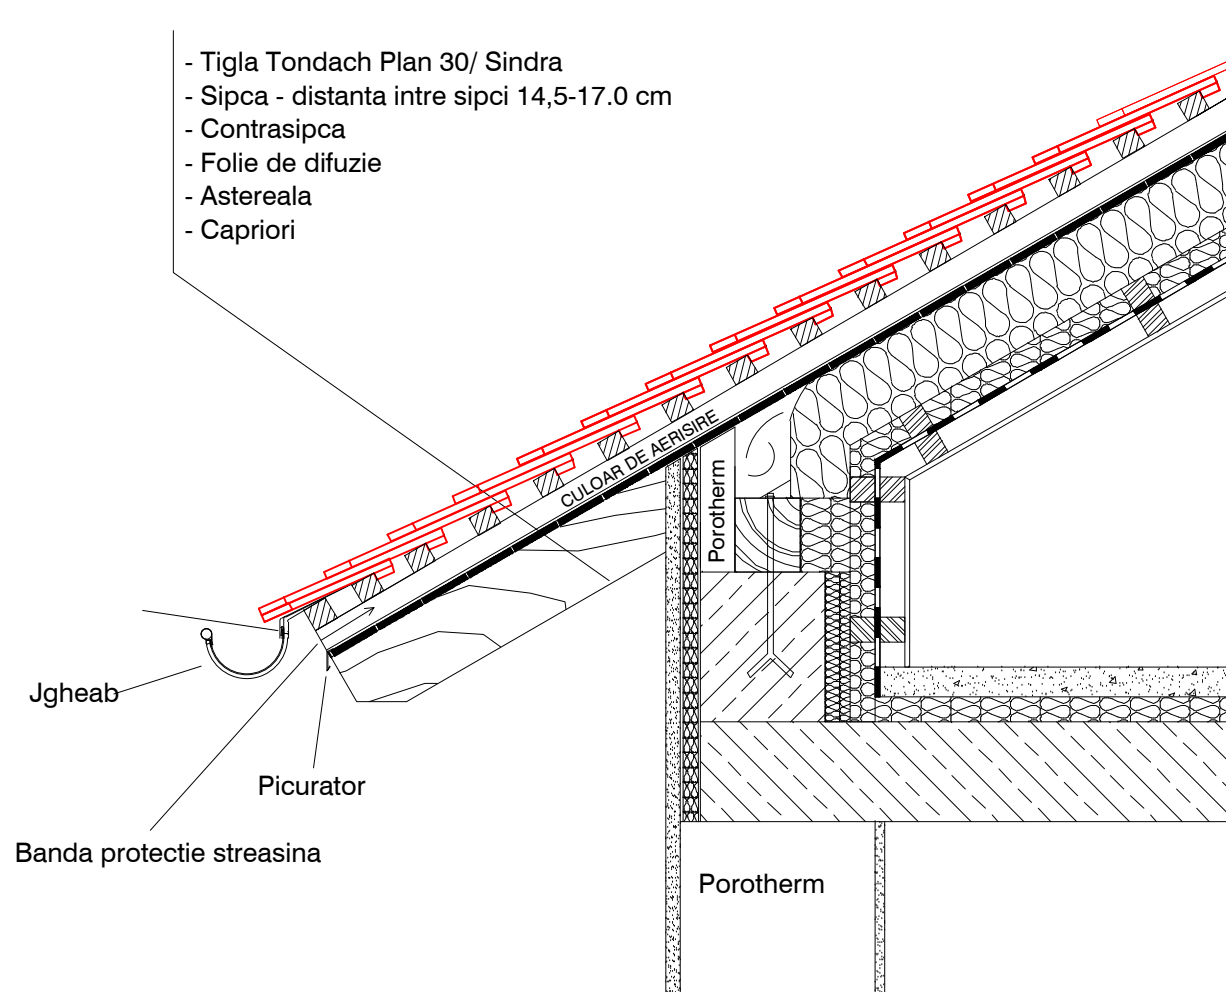 - Tigla Tondach Plan 30/ Sindra
- Sipca - distanta intre sipci 14,5-17.0 cm
- Contrasipca
- Folie de difuzie
- Astereala
- Capriori
CULOAR DE AERISIRE
Porotherm
Jgheab
Picurator
Banda protectie streasina
Porotherm